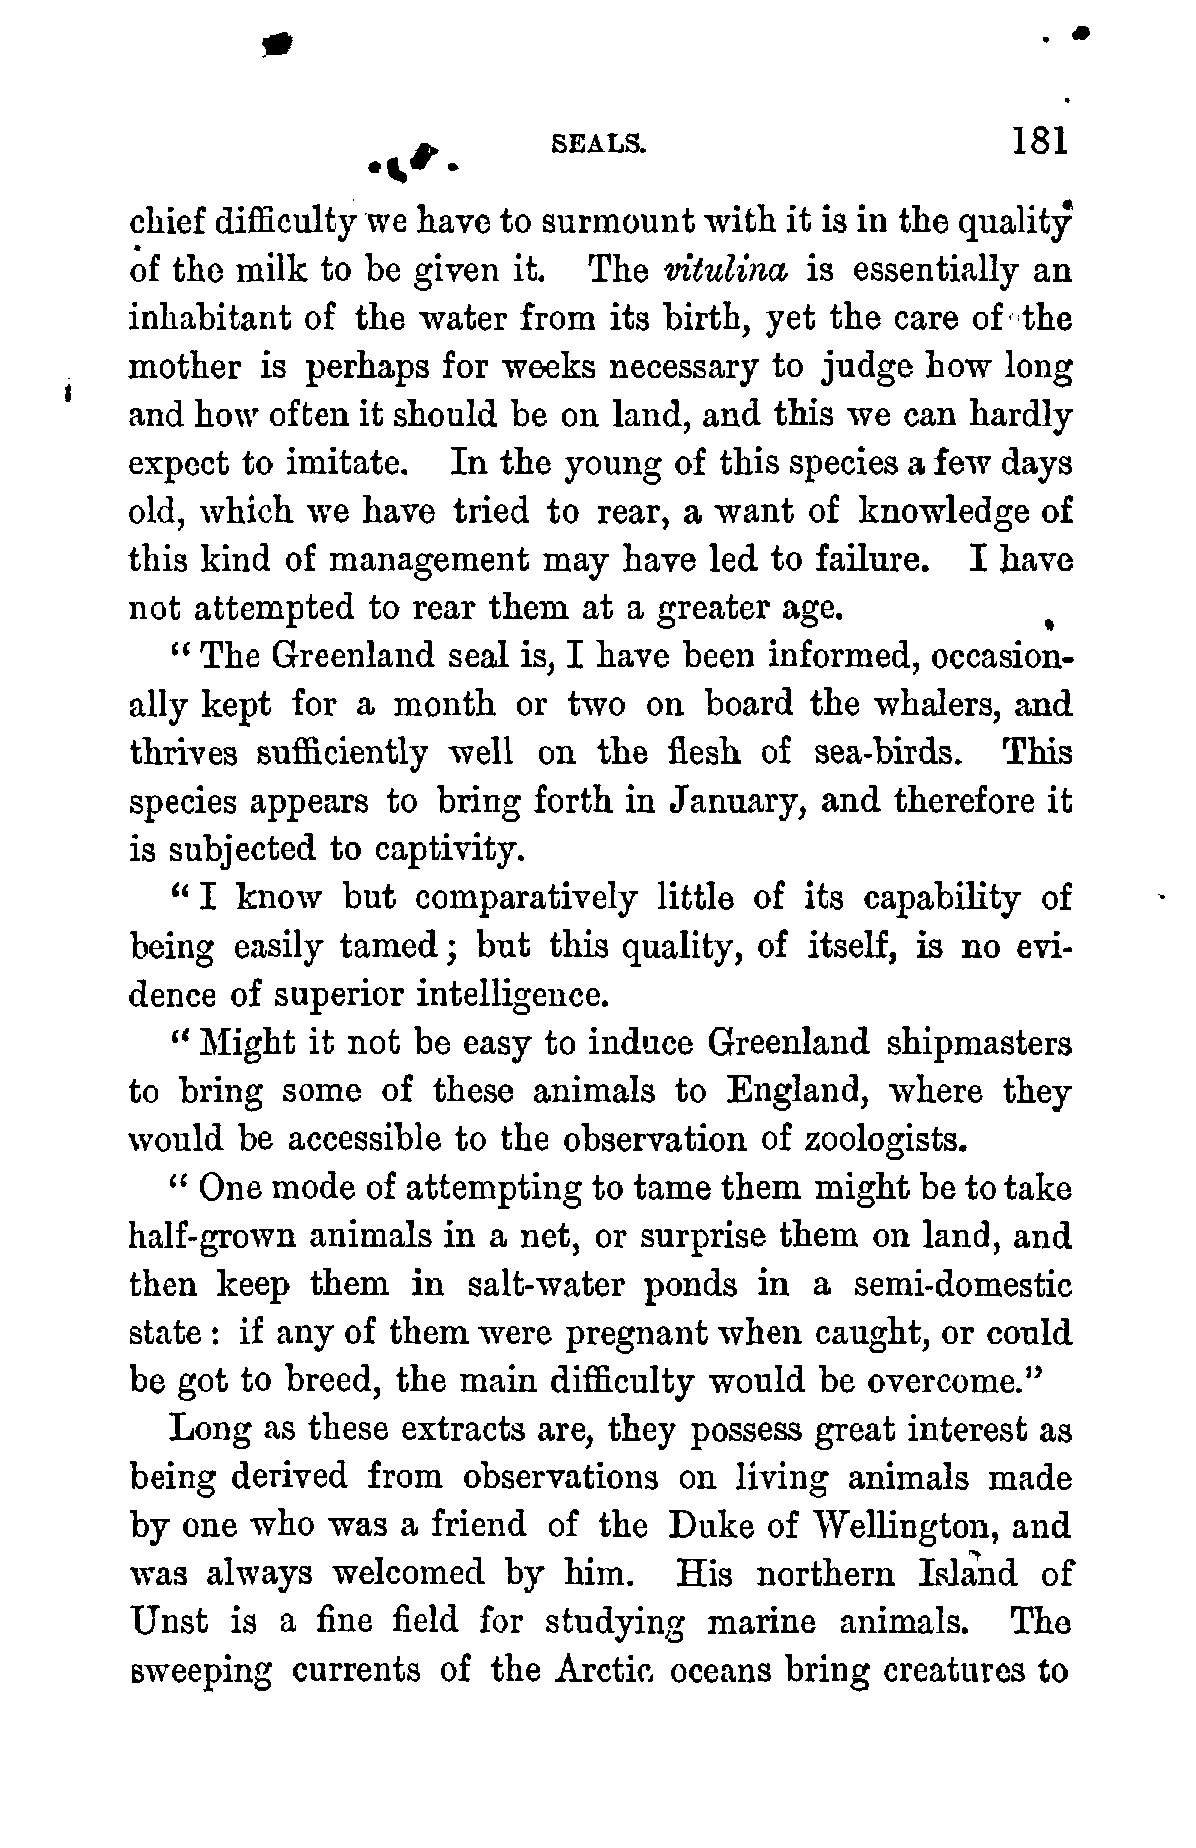 SEALS. 181
chief difficulty we have to surmount with it is in the quality
of the milk to be given it. The vitulina is essentially an
inhabitant of the water from its birth, yet the care of the
mother is perhaps for weeks necessary to judge how long
and how often it should be on land, and this we can hardly
expect to imitate. In the young of this species a few days
old, which we have tried to rear, a want of knowledge of
this kind of management may have led to failure. I have
not attempted to rear them at a greater age.
"The Greenland seal is, I have been informed, occasion-
ally kept for a month or two on board the whalers, and
thrives sufficiently well on the flesh of sea-birds. This
species appears to bring forth in January, and therefore it
is subjected to captivity.
"I know but comparatively little of its capability of
being easily tamed; but this quality, of itself, is no evi-
dence of superior intelligence.
"Might it not be easy to induce Greenland shipmasters
to bring some of these animals to England, where they
would be accessible to the observation of zoologists.
"One mode of attempting to tame them might be to take
half-grown animals in a net, or surprise them on land, and
then keep them in salt-water ponds in a semi-domestic
state: if any of them were pregnant when caught, or could
be got to breed, the main difficulty would be overcome."
Long as these extracts are, they possess great interest as
being derived from observations on living animals made
by one who was a friend of the Duke of Wellington, and
was always welcomed by him. His northern Island of
Unst is a fine field for studying marine animals. The
sweeping currents of the Arctic oceans bring creatures to